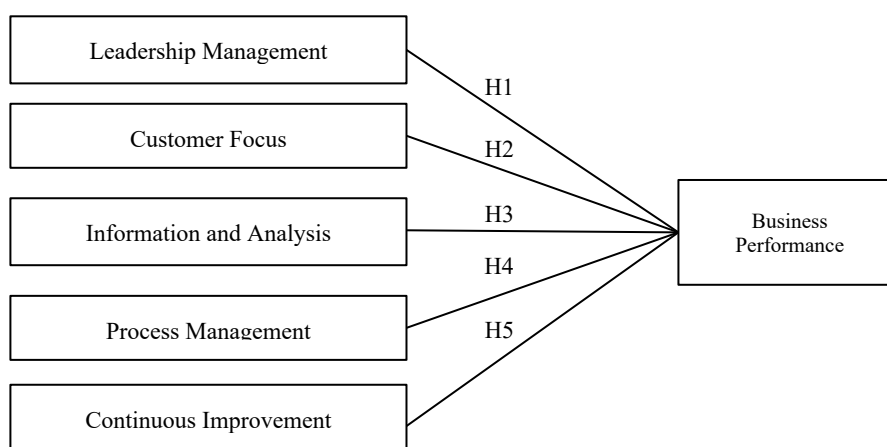 Leadership Management
H1
Customer Focus
H2
Information and Analysis
H3
Business
Performance
H4
Process Management
H5
Continuous Improvement